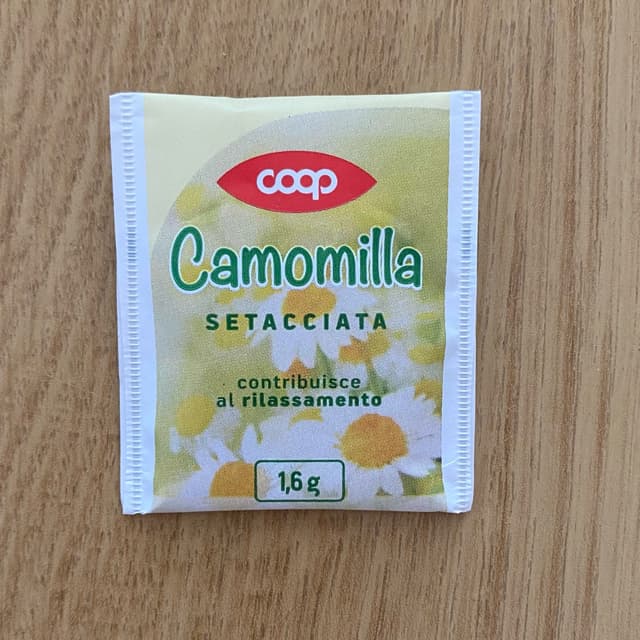 coop
Camomilla
SETACCIATA
contribuisce
al rilassamento
1,6 g